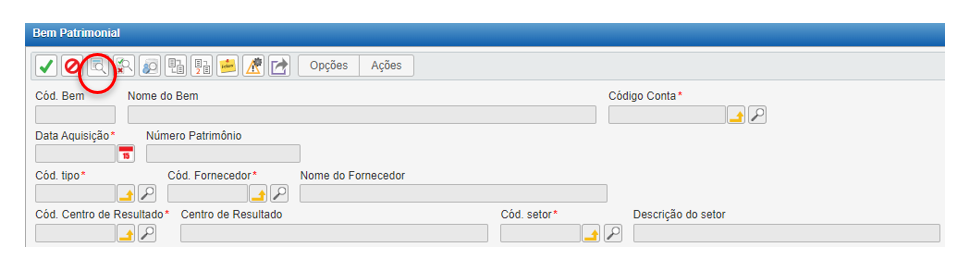 Bem Patrimonial
Opções Ações
Cód. Bem Nome do Bem Código Conta *
Data Aquisição * Número Patrimônio
15
Cód. tipo * Cód. Fornecedor * Nome do Fornecedor
Cód. Centro de Resultado * Centro de Resultado Cód. setor * Descrição do setor